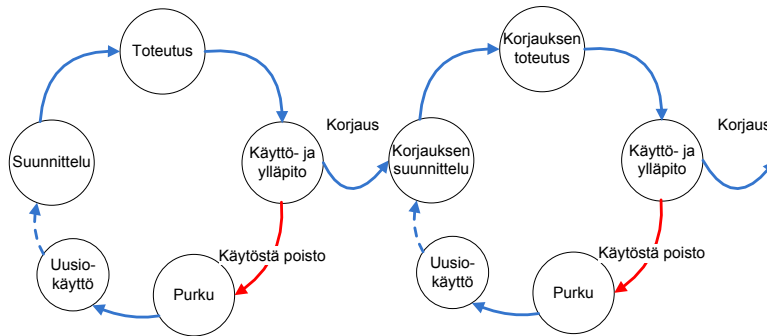 Toteutus
Suunnittelu
Käyttö- ja
ylläpito
Korjaus
Käytöstä poisto
Purku
Uusio-
käyttö
Korjauksen
toteutus
Korjauksen
suunnittelu
Käyttö- ja
ylläpito
Korjaus
Käytöstä poisto
Purku
Uusio-
käyttö